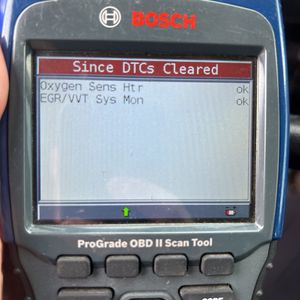 BOSCH
Since DTCs Cleared
Oxygen Sens Htr ok
EGR/VVT Sys Mon ok
ProGrade OBD II Scan Tool